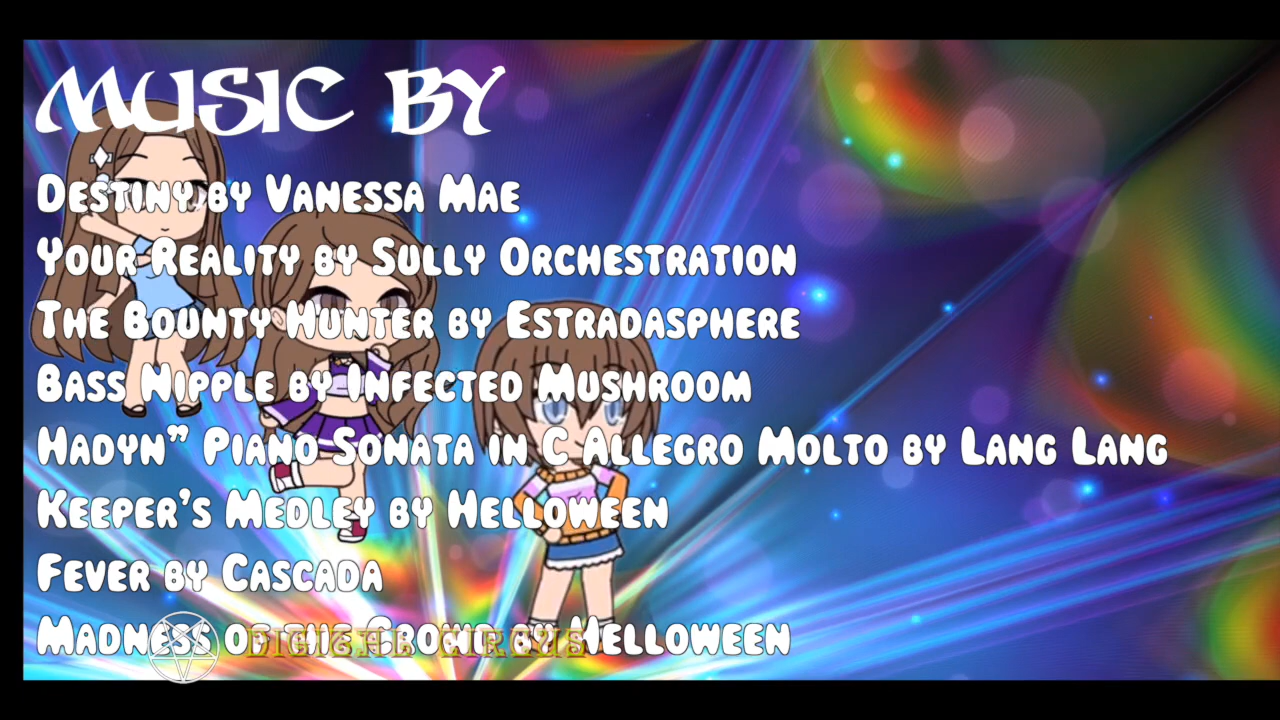 MUSIC BY
Destiny by Vanessa Mae
Your Reality by Sully Orchestration
The Bounty Hunter by Estradasphere
Bass Nipple by Infected Mushroom
Hadyn” Piano Sonata in C Allegro Molto by Lang Lang
Keeper’s Medley by Helloween
Fever by Cascada
Madness of the Crowd by Helloween
DIGITAL CIRCUS